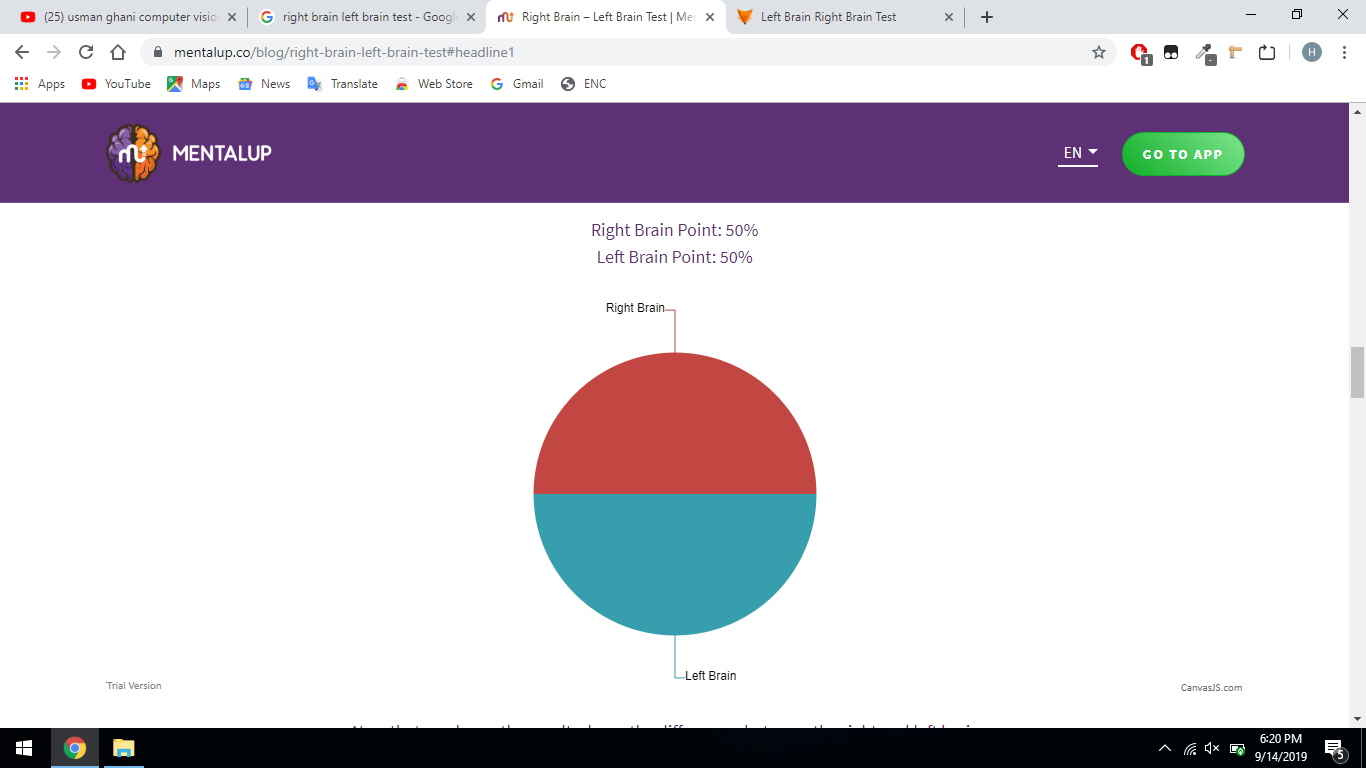 (25) usman ghani computer visio
right brain left brain test - Googl
Right Brain – Left Brain Test | Me
Left Brain Right Brain Test
mentalup.co/blog/right-brain-left-brain-test#headline1
1
H
Apps
YouTube
Maps
News
Translate
Web Store
Gmail
ENC
MENTALUP
EN
GO TO APP
Right Brain Point: 50%
Left Brain Point: 50%
Right Brain
Left Brain
Trial Version
CanvasJS.com
6:20 PM
9/14/2019
5